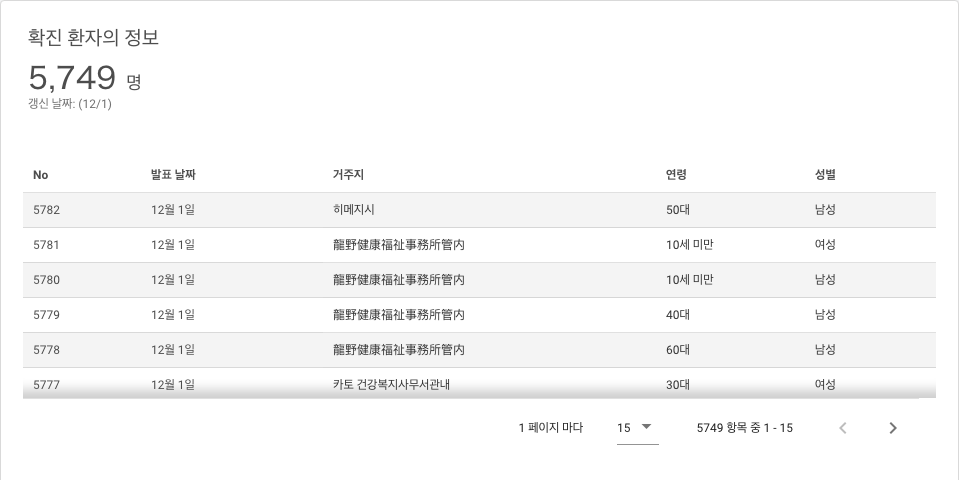 확진 환자의 정보
5,749 명
갱신 날짜: (12/1)
No 발표 날짜 거주지 연령 성별
5782 12월 1일 히메지시 50대 남성
5781 12월 1일 龍野健康福祉事務所管内 10세 미만 여성
5780 12월 1일 龍野健康福祉事務所管内 10세 미만 남성
5779 12월 1일 龍野健康福祉事務所管内 40대 남성
5778 12월 1일 龍野健康福祉事務所管内 60대 남성
5777 12월 1일 카토 건강복지사무서관내 30대 여성
1 페이지 마다 15 5749 항목 중 1 - 15